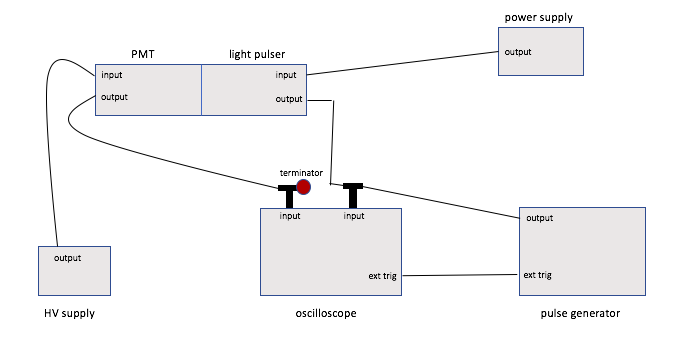 power supply
output
PMT
light pulser
input
input
output
output
terminator
input
input
output
output
ext trig
ext trig
HV supply
oscilloscope
pulse generator